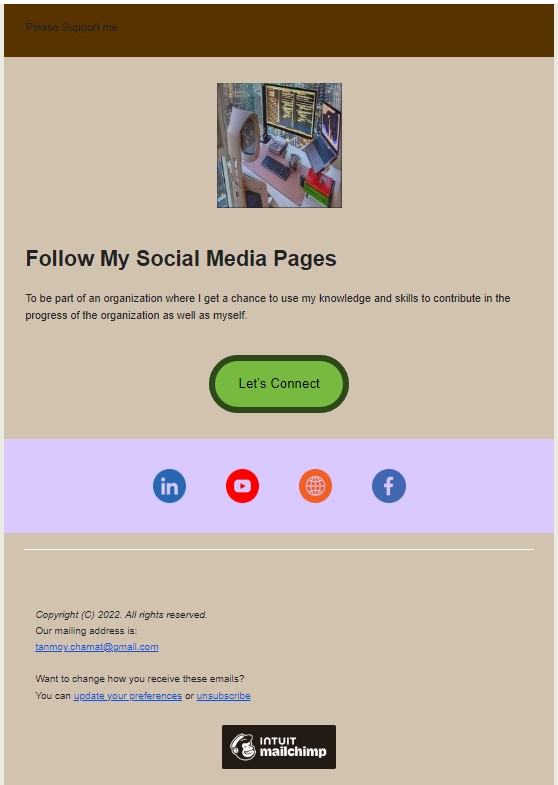 Please Support me
Follow My Social Media Pages
To be part of an organization where I get a chance to use my knowledge and skills to contribute in the
progress of the organization as well as myself.
Let's Connect
in
f
Copyright (C) 2022. All rights reserved.
Our mailing address is:
tanmoy.chamat@gmail.com
Want to change how you receive these emails?
You can update your preferences or unsubscribe
INTUIT
mailchimp